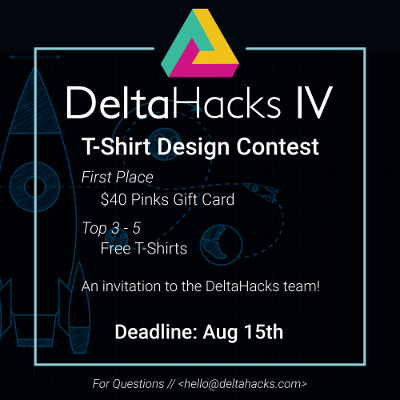 DeltaHacks IV
T-Shirt Design Contest
First Place
$40 Pinks Gift Card
Top 3 - 5
Free T-Shirts
An invitation to the DeltaHacks team!
Deadline: Aug 15th
For Questions // <hello@deltahacks.com>